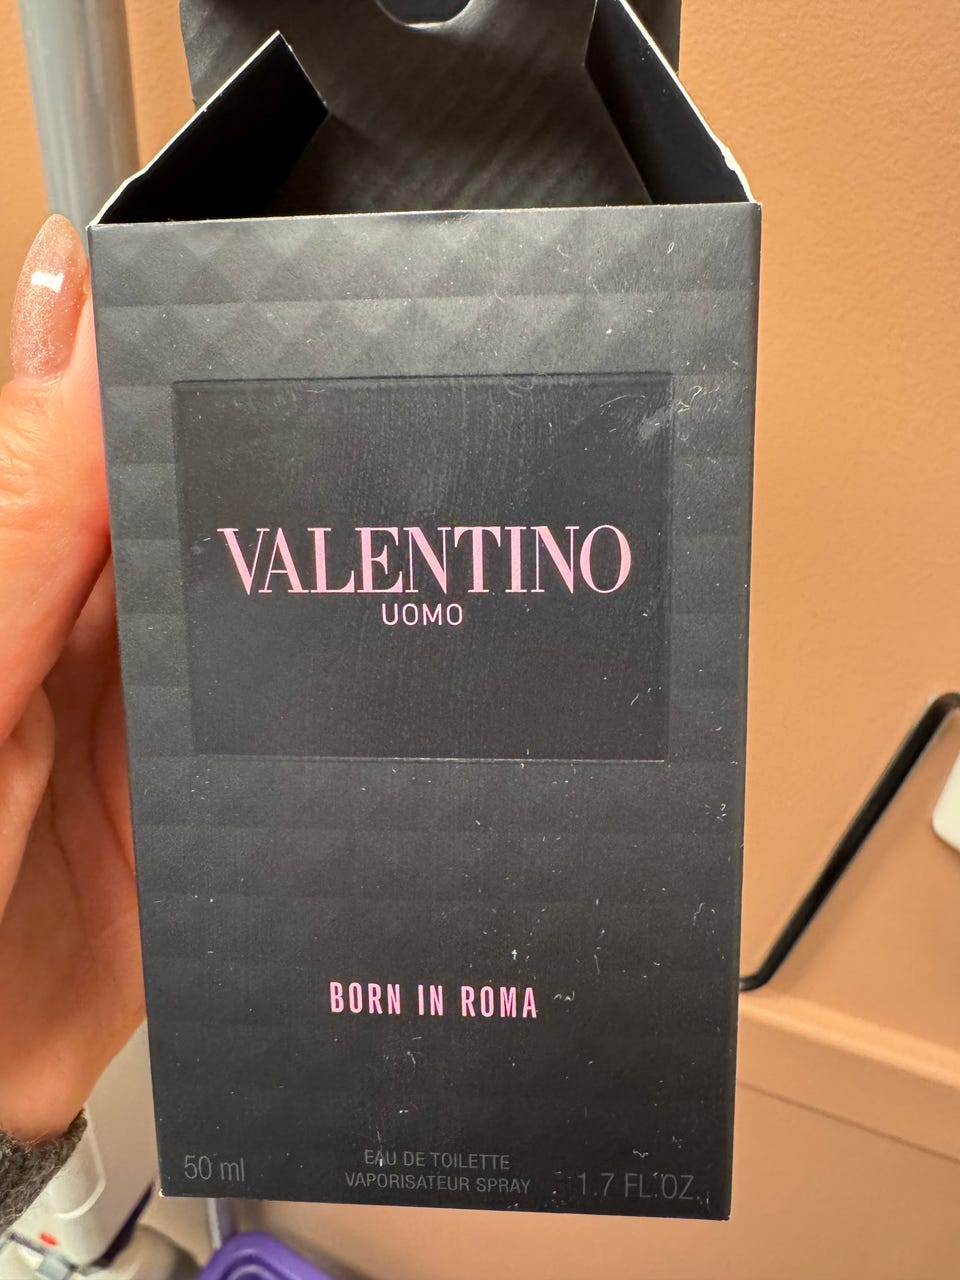 VALENTINO
UOMO
BORN IN ROMA
EAU DE TOILETTE
50 ml VAPORISATEUR SPRAY 1.7 FL.OZ.